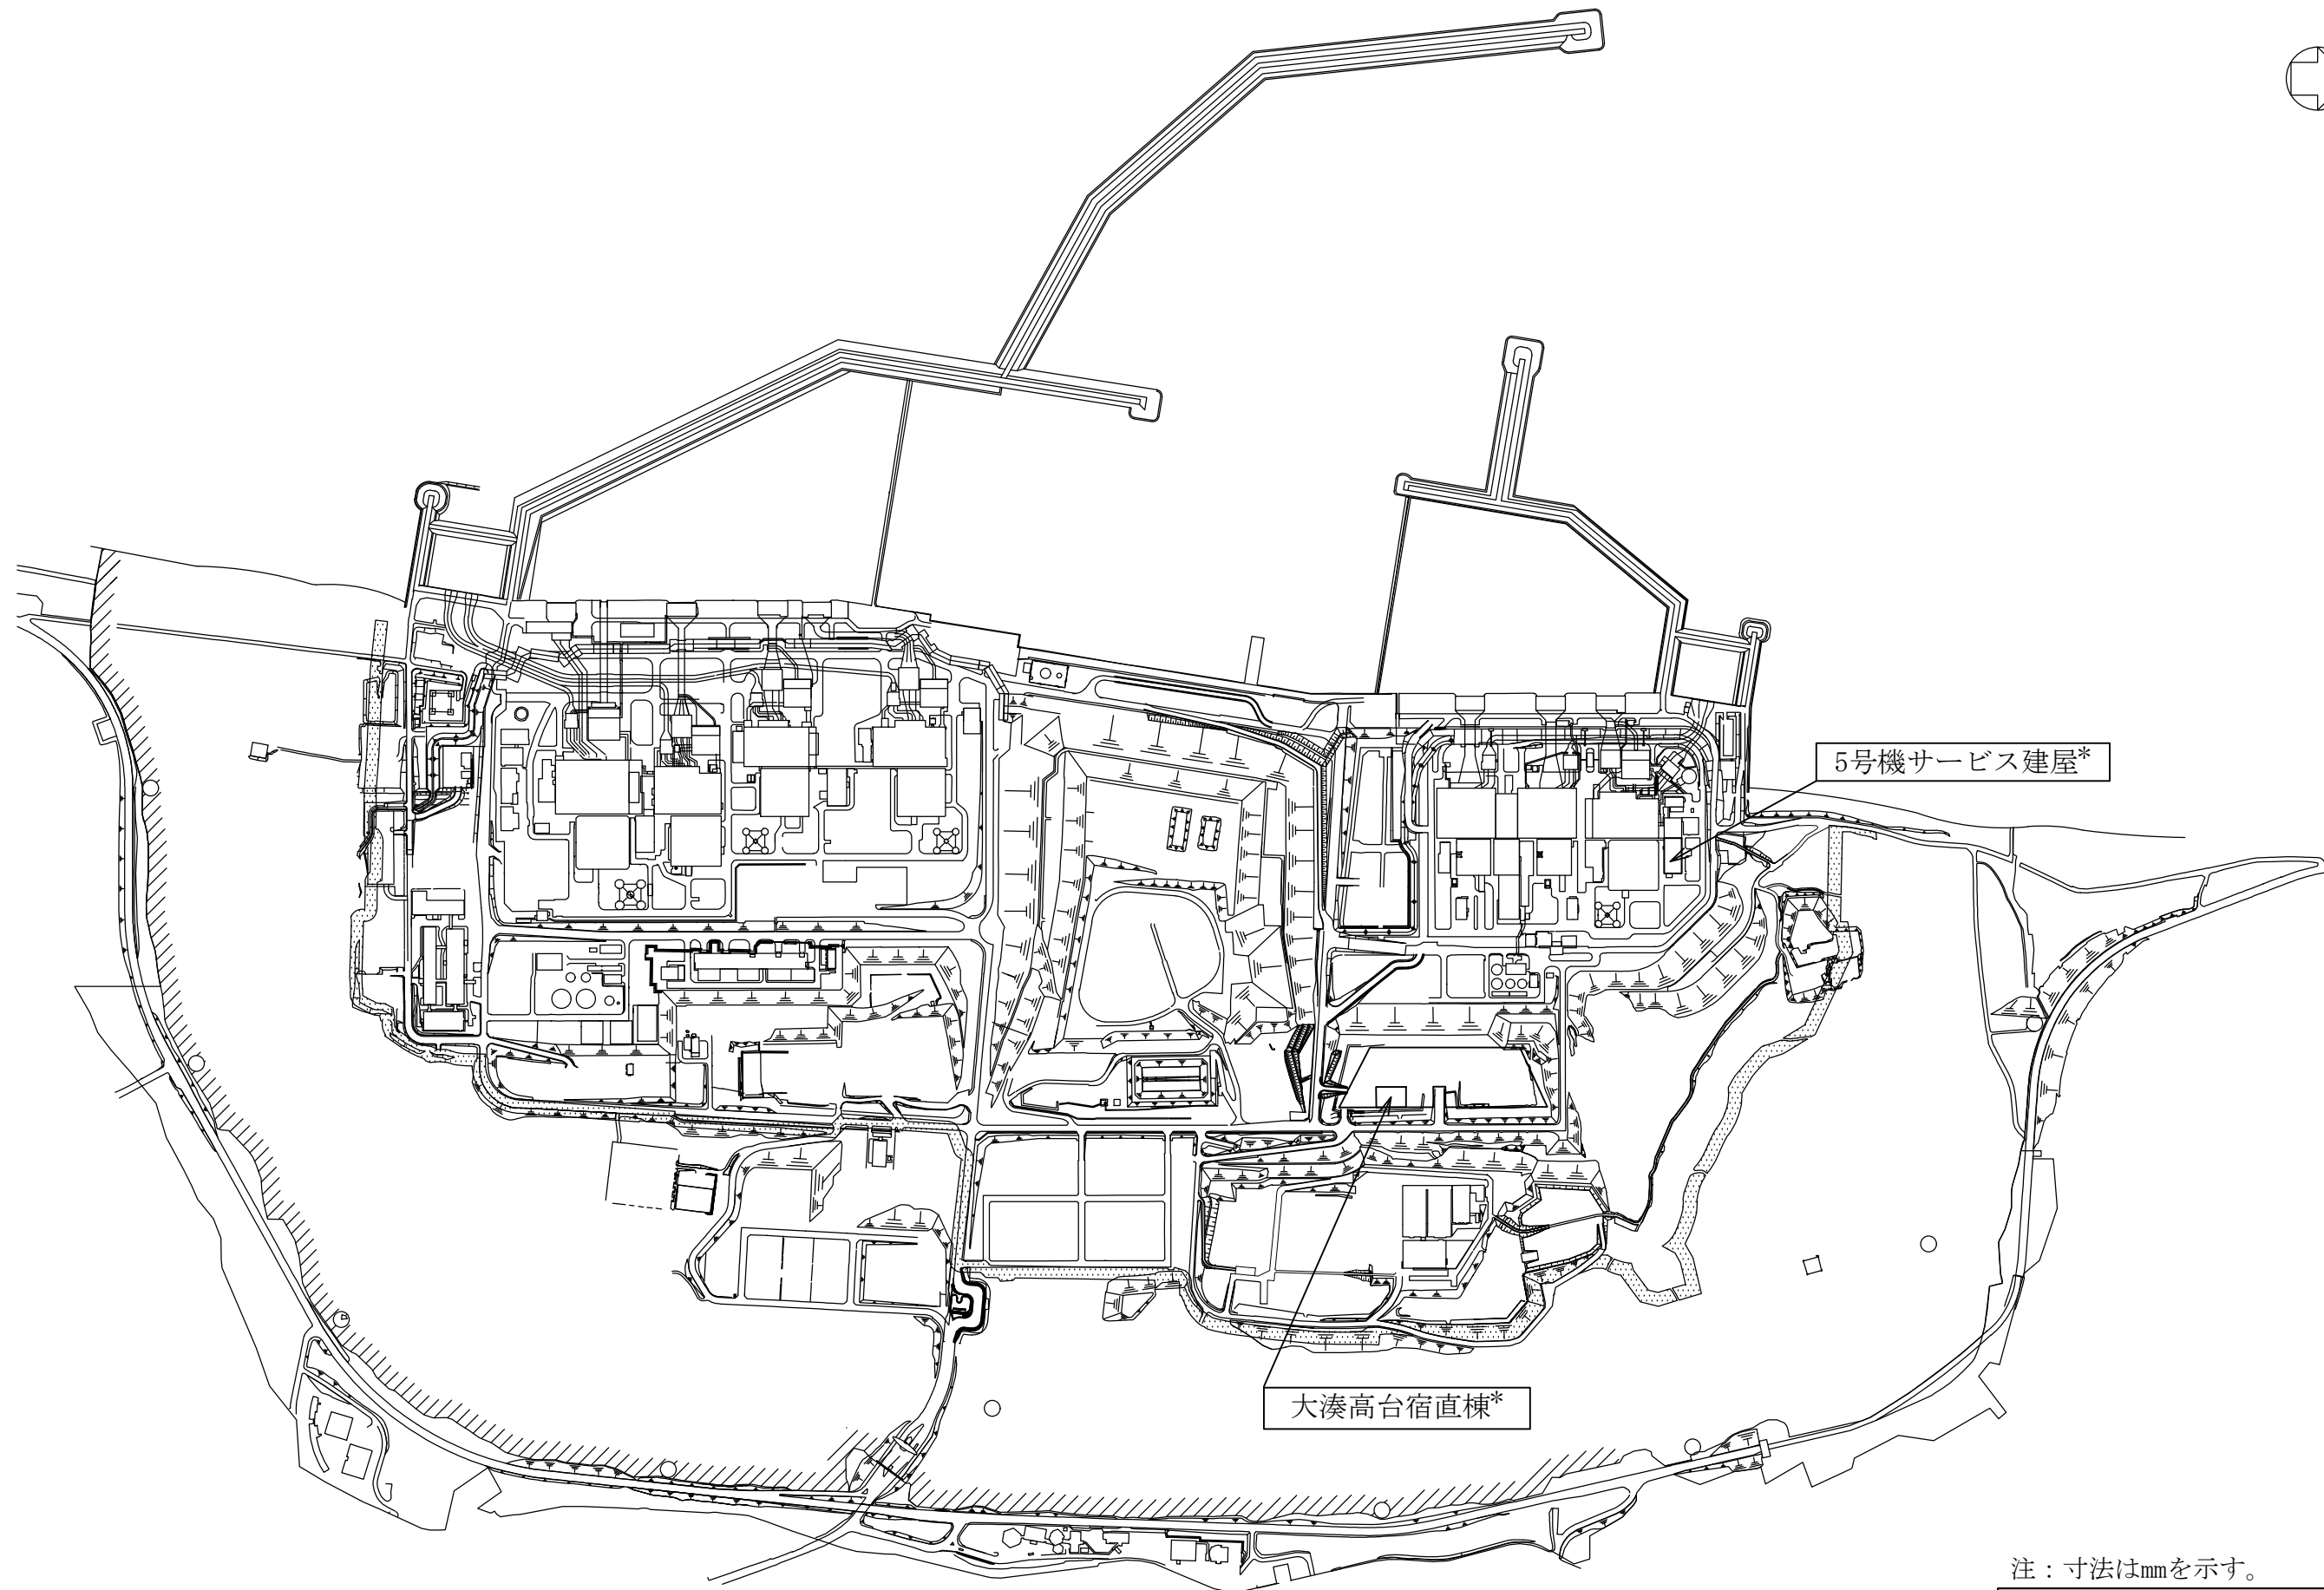 5号機サービス建屋*
大湊高台宿直棟*
注：寸法は㎜を示す。